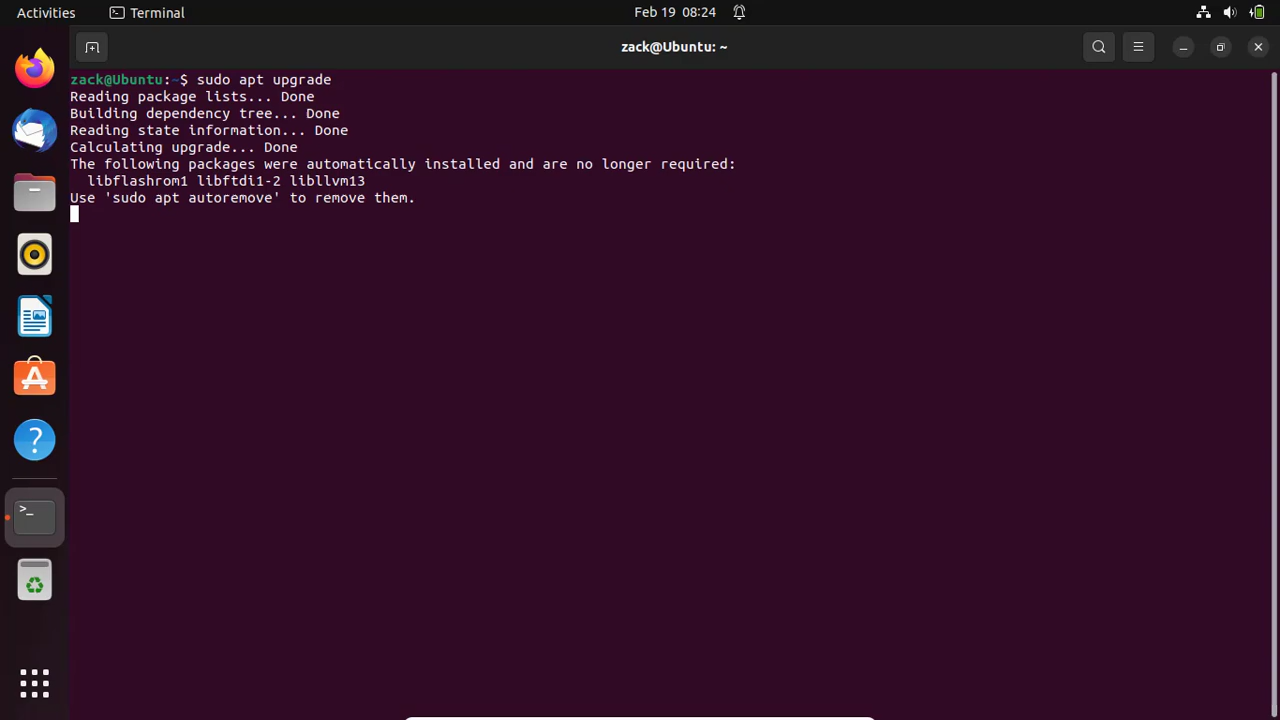 Activities
Terminal
Feb 19 08:24
zack@Ubuntu: ~
zack@Ubuntu:~$ sudo apt upgrade
Reading package lists... Done
Building dependency tree... Done
Reading state information... Done
Calculating upgrade... Done
The following packages were automatically installed and are no longer required:
  libflashrom1 libftdi1-2 libllvm13
Use 'sudo apt autoremove' to remove them.